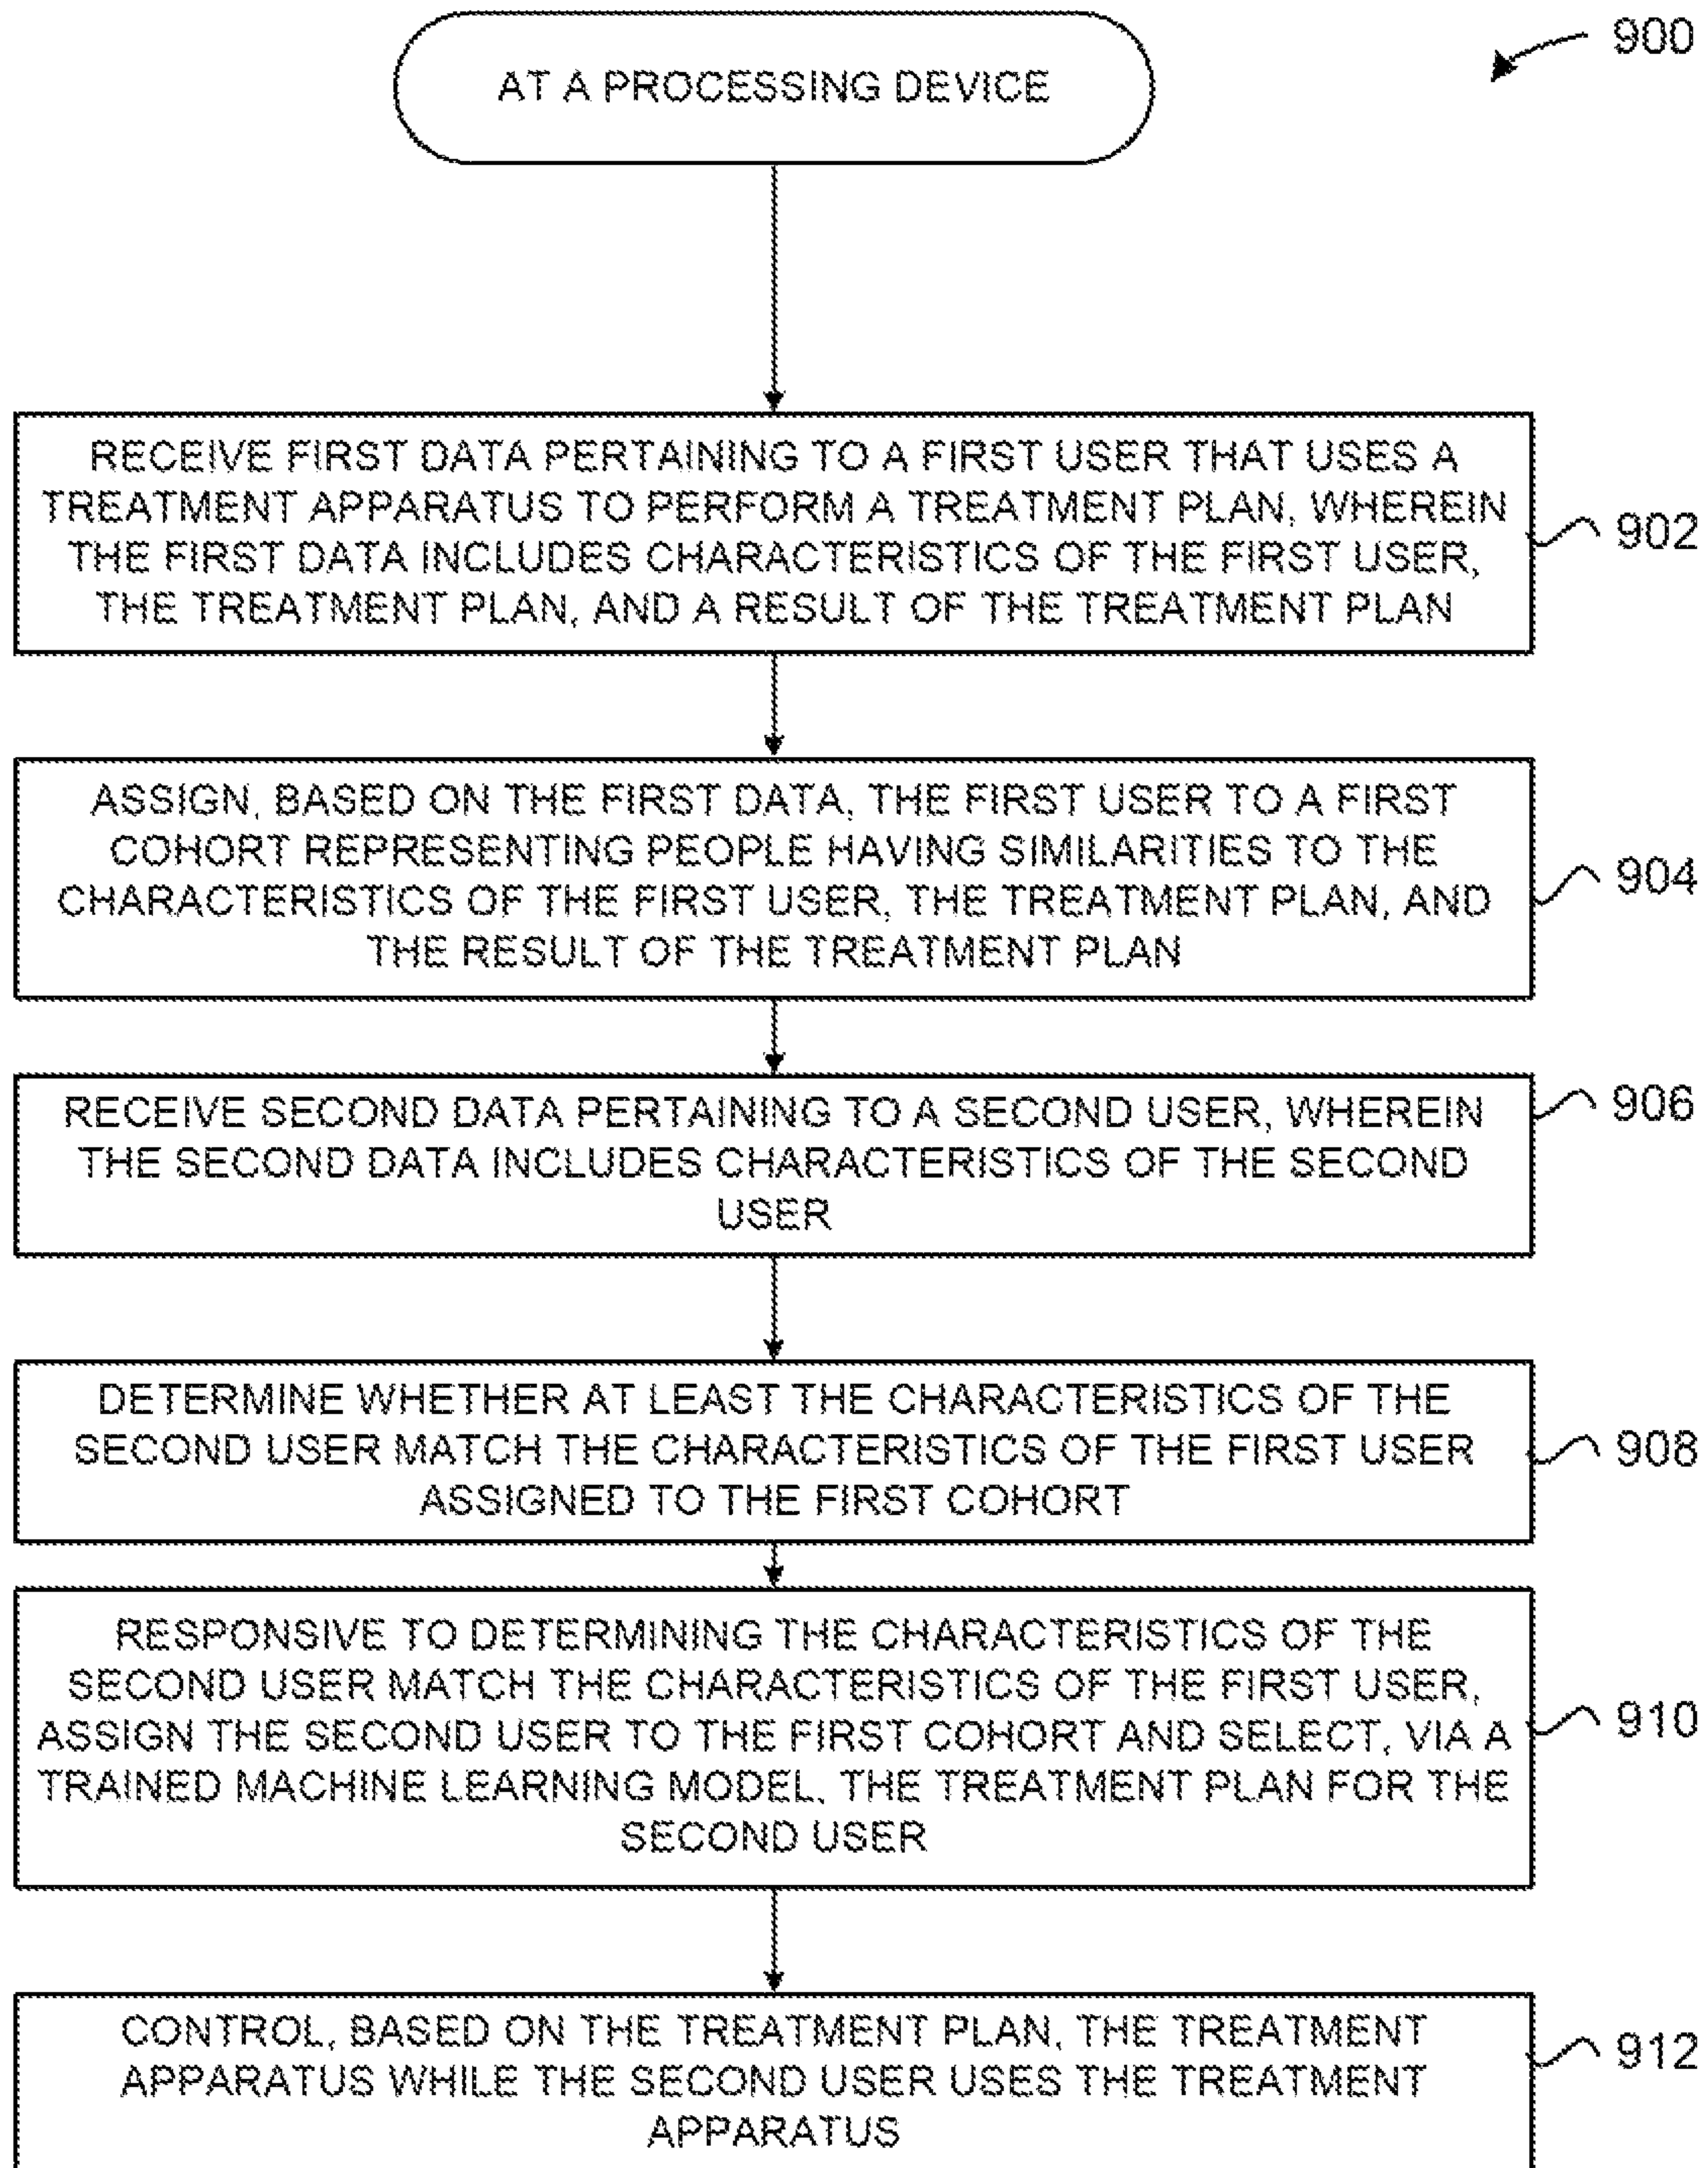 900
AT A PROCESSING DEVICE
RECEIVE FIRST DATA PERTAINING TO A FIRST USER THAT USES A
TREATMENT APPARATUS TO PERFORM A TREATMENT PLAN, WHEREIN
THE FIRST DATA INCLUDES CHARACTERISTICS OF THE FIRST USER,
THE TREATMENT PLAN, AND A RESULT OF THE TREATMENT PLAN
902
ASSIGN, BASED ON THE FIRST DATA, THE FIRST USER TO A FIRST
COHORT REPRESENTING PEOPLE HAVING SIMILARITIES TO THE
CHARACTERISTICS OF THE FIRST USER, THE TREATMENT PLAN, AND
THE RESULT OF THE TREATMENT PLAN
904
RECEIVE SECOND DATA PERTAINING TO A SECOND USER, WHEREIN
THE SECOND DATA INCLUDES CHARACTERISTICS OF THE SECOND
USER
906
DETERMINE WHETHER AT LEAST THE CHARACTERISTICS OF THE
SECOND USER MATCH THE CHARACTERISTICS OF THE FIRST USER
ASSIGNED TO THE FIRST COHORT
908
RESPONSIVE TO DETERMINING THE CHARACTERISTICS OF THE
SECOND USER MATCH THE CHARACTERISTICS OF THE FIRST USER,
ASSIGN THE SECOND USER TO THE FIRST COHORT AND SELECT, VIA A
TRAINED MACHINE LEARNING MODEL, THE TREATMENT PLAN FOR THE
SECOND USER
910
CONTROL, BASED ON THE TREATMENT PLAN, THE TREATMENT
APPARATUS WHILE THE SECOND USER USES THE TREATMENT
APPARATUS
912